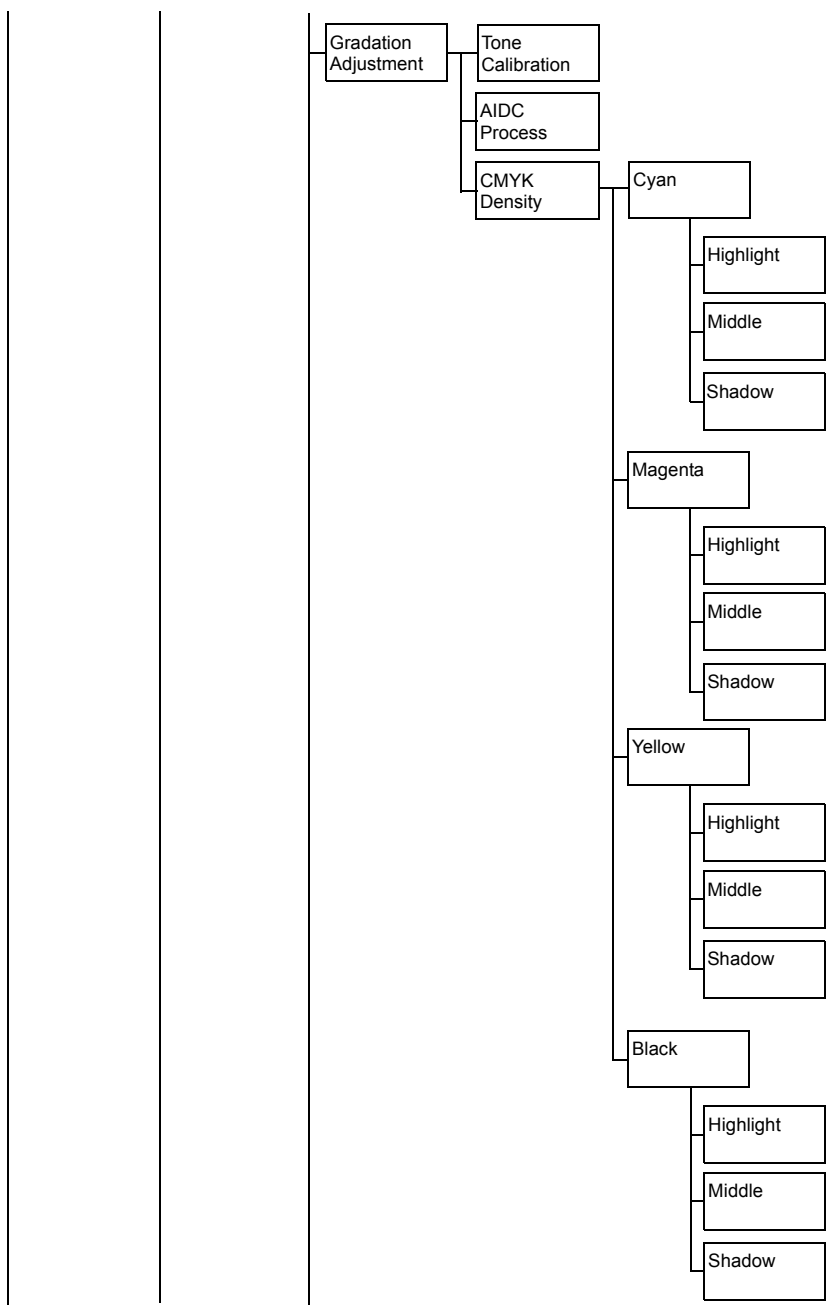 Gradation
Adjustment
Tone
Calibration
AIDC
Process
CMYK
Density
Cyan
Highlight
Middle
Shadow
Magenta
Highlight
Middle
Shadow
Yellow
Highlight
Middle
Shadow
Black
Highlight
Middle
Shadow